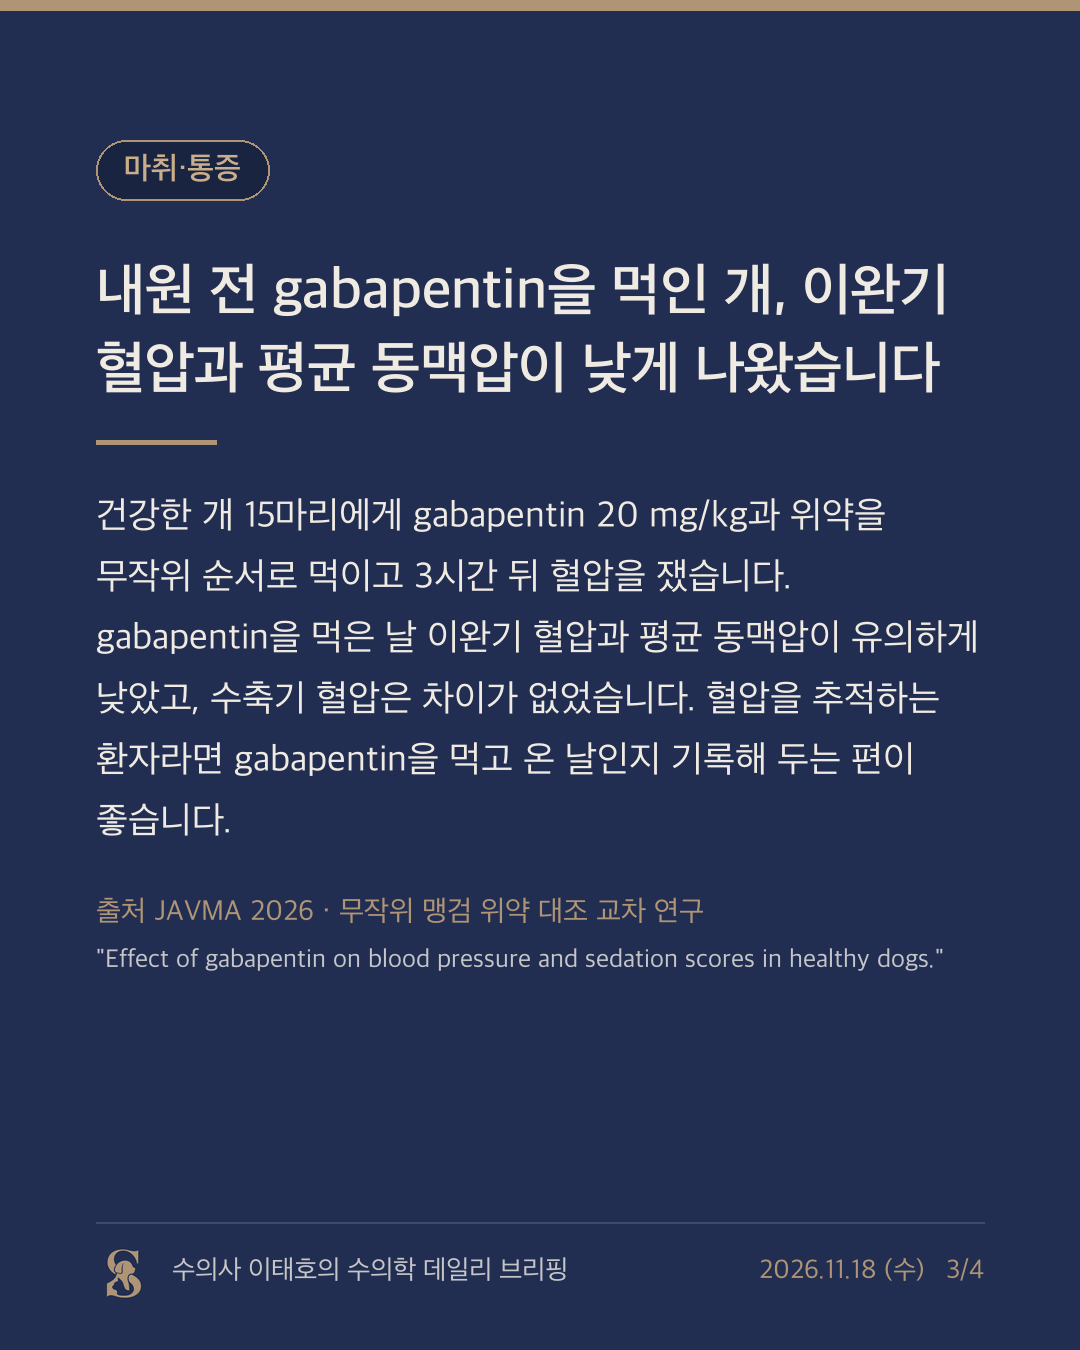 마취·통증
내원 전 gabapentin을 먹인 개, 이완기
혈압과 평균 동맥압이 낮게 나왔습니다
건강한 개 15마리에게 gabapentin 20 mg/kg과 위약을
무작위 순서로 먹이고 3시간 뒤 혈압을 쟀습니다.
gabapentin을 먹은 날 이완기 혈압과 평균 동맥압이 유의하게
낮았고, 수축기 혈압은 차이가 없었습니다. 혈압을 추적하는
환자라면 gabapentin을 먹고 온 날인지 기록해 두는 편이
좋습니다.
출처 JAVMA 2026 · 무작위 맹검 위약 대조 교차 연구
"Effect of gabapentin on blood pressure and sedation scores in healthy dogs."
수의사 이태호의 수의학 데일리 브리핑
2026.11.18 (수) 3/4